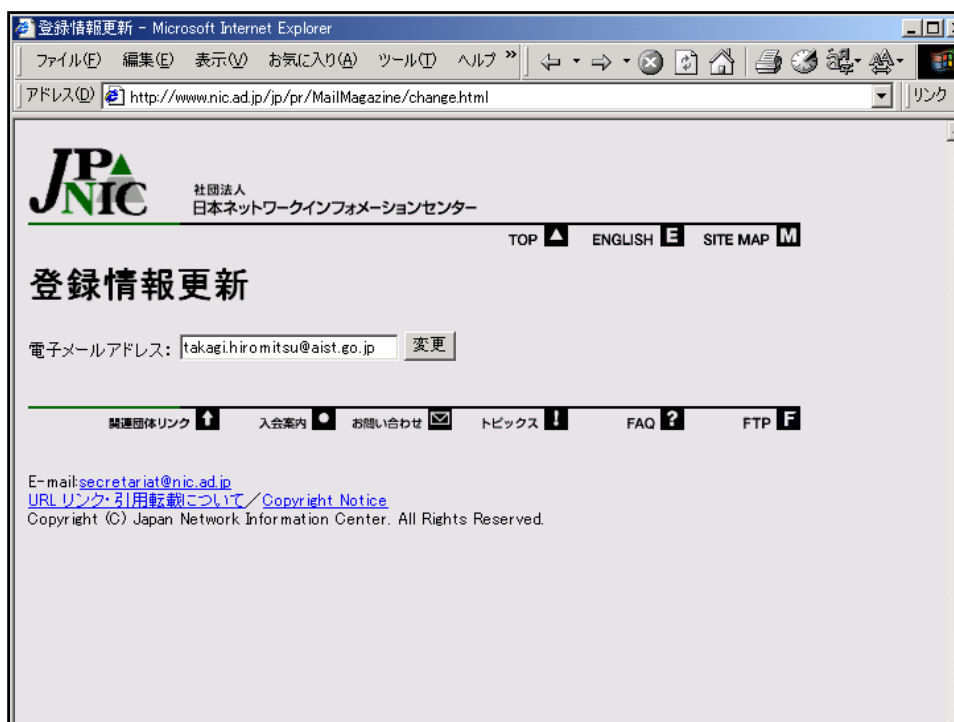 登録情報更新 - Microsoft Internet Explorer
ファイル(F) 編集(E) 表示(V) お気に入り(A) ツール(T) ヘルプ »
アドレス(D) http://www.nic.ad.jp/jp/pr/MailMagazine/change.html リンク
JPNIC
社団法人
日本ネットワークインフォメーションセンター
TOP ENGLISH E SITE MAP M
登録情報更新
電子メールアドレス: takagi.hiromitsu@aist.go.jp 変更
関連団体リンク 入会案内 お問い合わせ トピックス ! FAQ ? FTP F
E-mail:secretariat@nic.ad.jp
URL リンク・引用転載について/Copyright Notice
Copyright (C) Japan Network Information Center. All Rights Reserved.